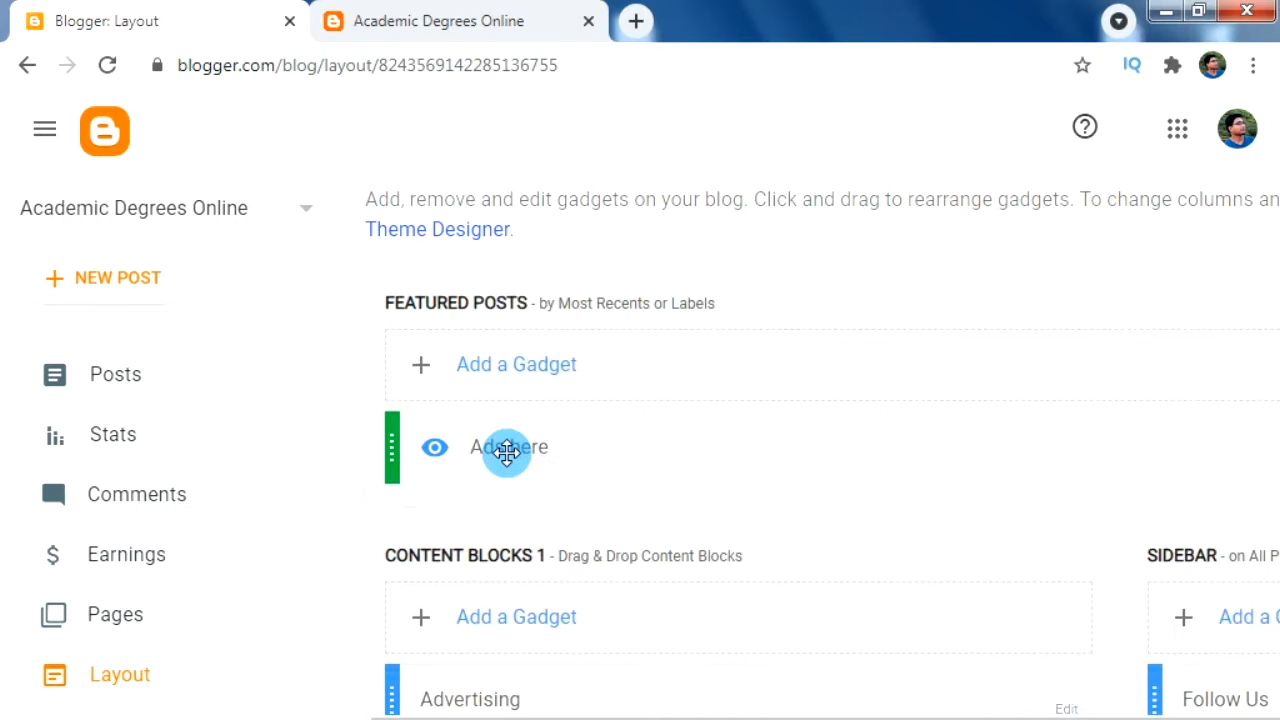 Blogger: Layout
Academic Degrees Online
blogger.com/blog/layout/8243569142285136755
IQ
Academic Degrees Online
Add, remove and edit gadgets on your blog. Click and drag to rearrange gadgets. To change columns an
Theme Designer.
NEW POST
FEATURED POSTS - by Most Recents or Labels
Add a Gadget
Posts
Stats
Ads here
Comments
Earnings
CONTENT BLOCKS 1 - Drag & Drop Content Blocks
SIDEBAR - on All P
Add a Gadget
Add a G
Pages
Layout
Advertising
Edit
Follow Us